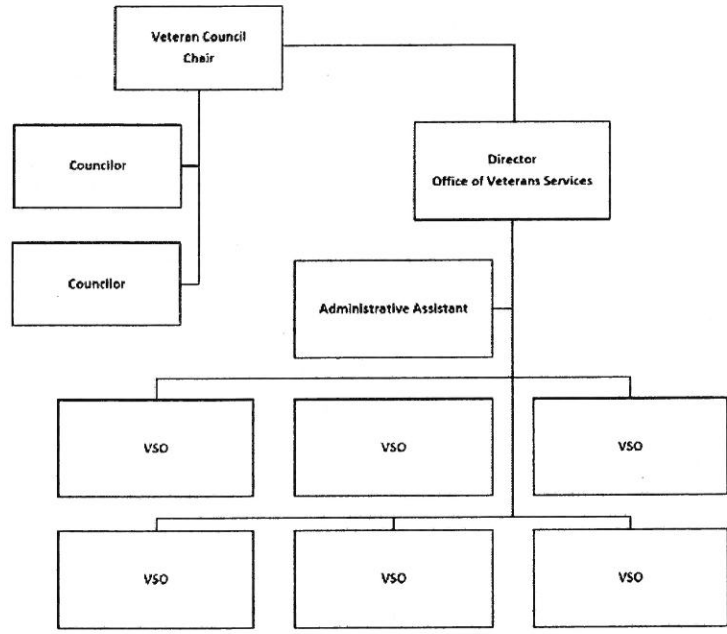 Veteran Council
Chair
Councilor
Director
Office of Veterans Services
Councilor
Administrative Assistant
VSO
VSO
VSO
VSO
VSO
VSO